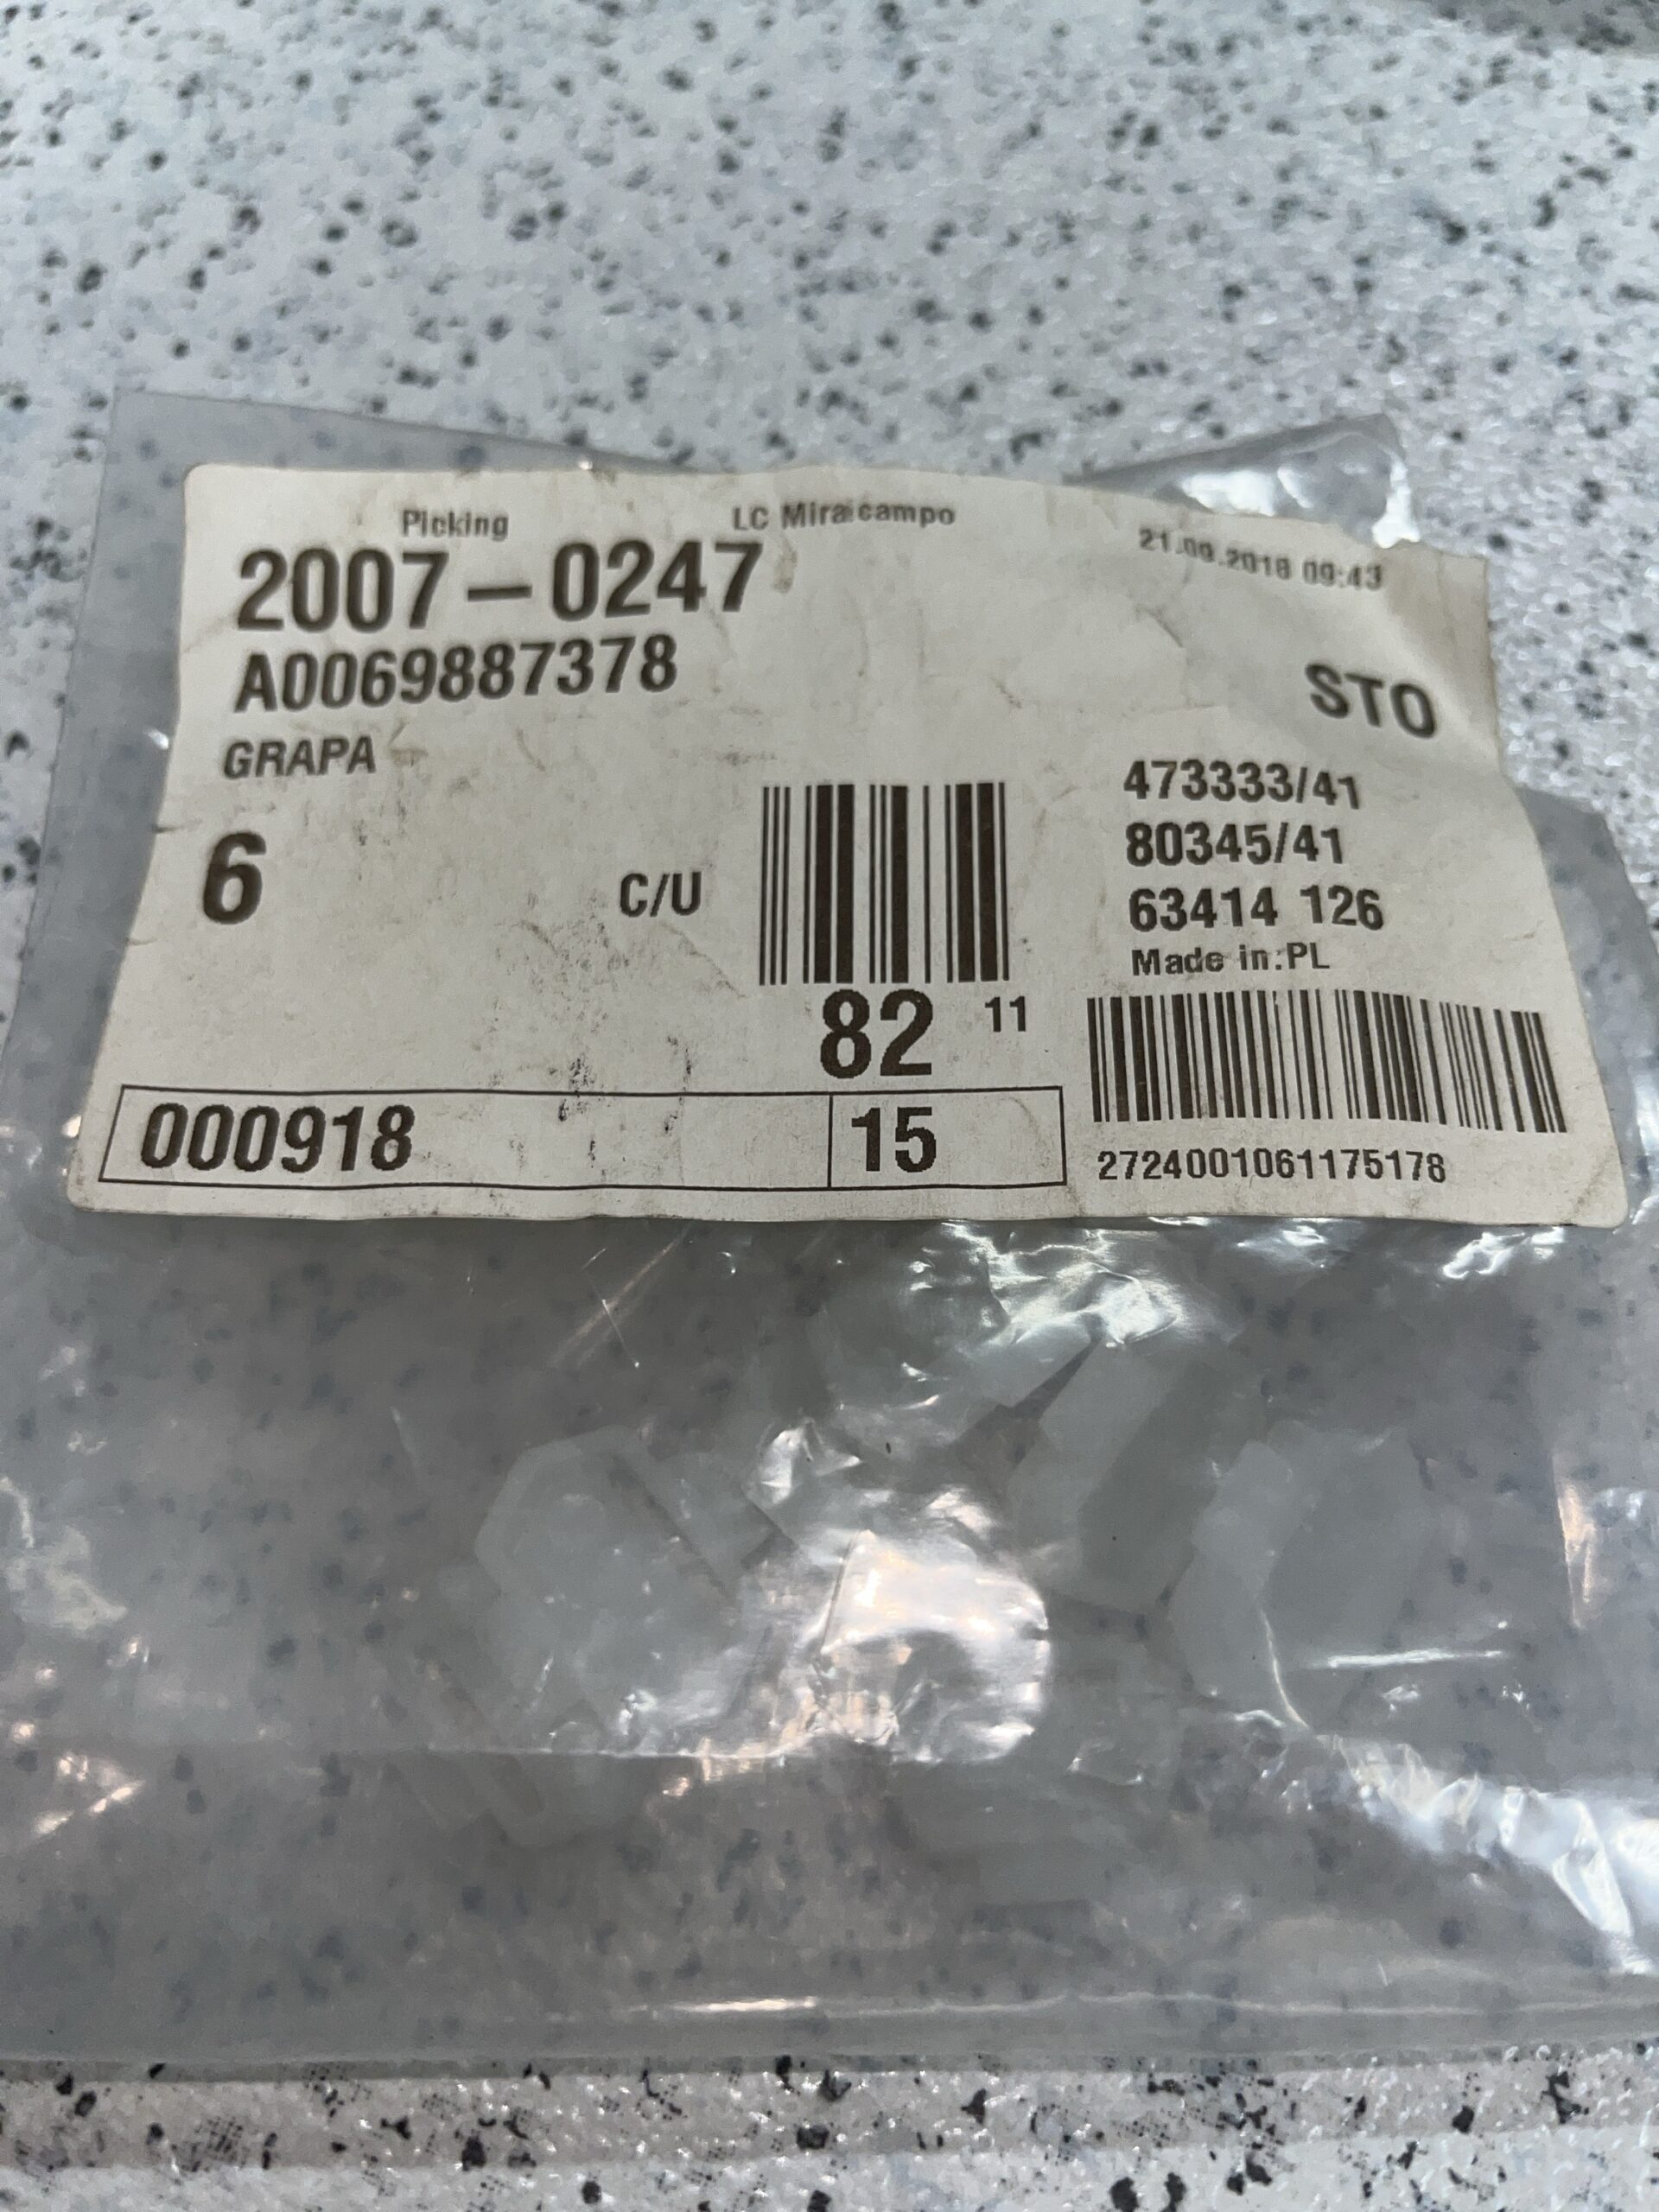 Picking LC Miralcampo
21.09.2018 09:43
2007-0247
A0069887378
STO
GRAPA
473333/41
6 C/U
80345/41
63414 126
Made in:PL
82 11
000918 15
2724001061175178